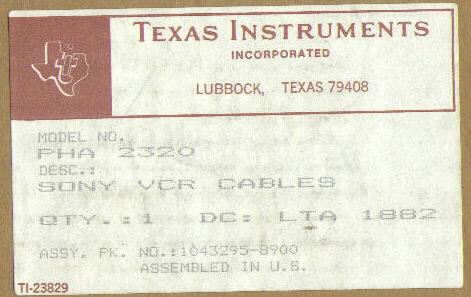 TEXAS INSTRUMENTS
INCORPORATED
LUBBOCK, TEXAS 79408
MODEL NO.
PHA 2320
DESC.:
SONY VCR CABLES
QTY.:1 DC: LTA 1882
ASSY. PK. NO.:1043295-8900
ASSEMBLED IN U.S.
TI-23829